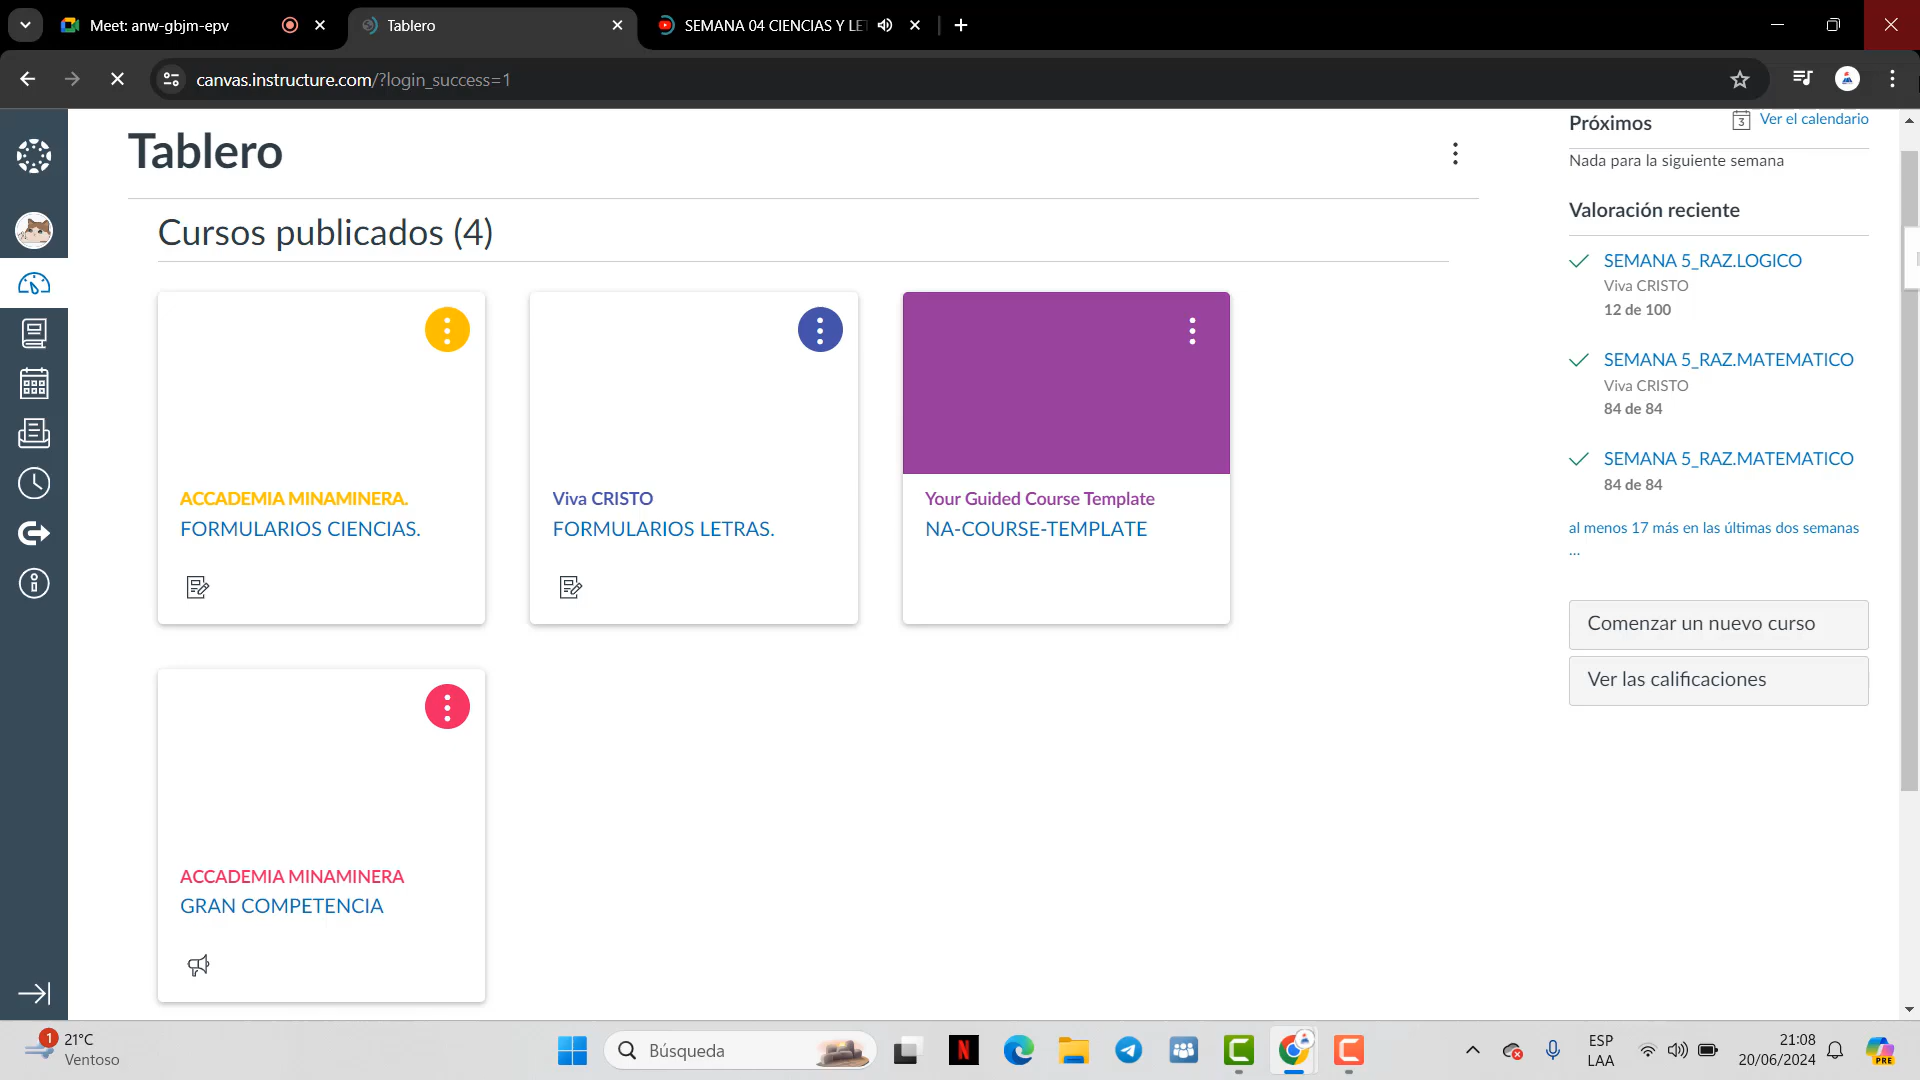 Meet: anw-gbjm-epv
Tablero
SEMANA 04 CIENCIAS Y LE
canvas.instructure.com/?login_success=1
Tablero
Cursos publicados (4)
ACCADEMIA MINAMINERA.
FORMULARIOS CIENCIAS.
Viva CRISTO
FORMULARIOS LETRAS.
Your Guided Course Template
NA-COURSE-TEMPLATE
ACCADEMIA MINAMINERA
GRAN COMPETENCIA
Próximos
3
Ver el calendario
Nada para la siguiente semana
Valoración reciente
SEMANA 5_RAZ.LOGICO
Viva CRISTO
12 de 100
SEMANA 5_RAZ.MATEMATICO
Viva CRISTO
84 de 84
SEMANA 5_RAZ.MATEMATICO
84 de 84
al menos 17 más en las últimas dos semanas
...
Comenzar un nuevo curso
Ver las calificaciones
1
21°C
Ventoso
Búsqueda
N
ESP
LAA
21:08
20/06/2024
PRE